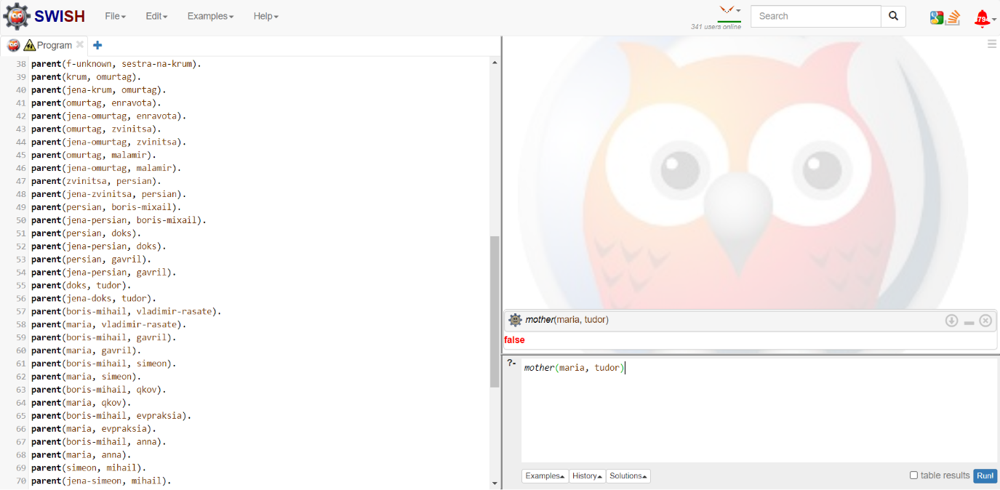 SWISH File Edit Examples Help
341 users online
Search
79+
Program
38 parent(f-unknown, sestra-na-krum).
39 parent(krum, omurtag).
40 parent(jena-krum, omurtag).
41 parent(omurtag, enravota).
42 parent(jena-omurtag, enravota).
43 parent(omurtag, zvinitsa).
44 parent(jena-omurtag, zvinitsa).
45 parent(omurtag, malamir).
46 parent(jena-omurtag, malamir).
47 parent(zvinitsa, persian).
48 parent(jena-zvinitsa, persian).
49 parent(persian, boris-mixail).
50 parent(jena-persian, boris-mixail).
51 parent(persian, doks).
52 parent(jena-persian, doks).
53 parent(persian, gavril).
54 parent(jena-persian, gavril).
55 parent(doks, tudor).
56 parent(jena-doks, tudor).
57 parent(boris-mihail, vladimir-rasate).
58 parent(maria, vladimir-rasate).
59 parent(boris-mihail, gavril).
60 parent(maria, gavril).
61 parent(boris-mihail, simeon).
62 parent(maria, simeon).
63 parent(boris-mihail, qkov).
64 parent(maria, qkov).
65 parent(boris-mihail, evpraksia).
66 parent(maria, evpraksia).
67 parent(boris-mihail, anna).
68 parent(maria, anna).
69 parent(simeon, mihail).
70 parent(jena-simeon, mihail).
mother(maria, tudor)
false
?- mother(maria, tudor)
Examples History Solutions
table results Run!